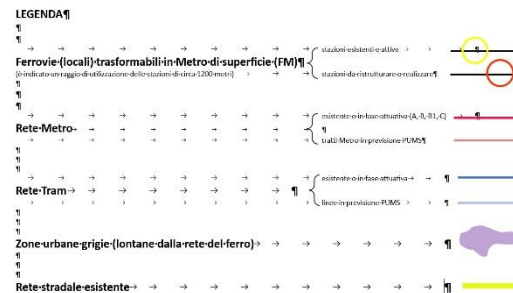 LEGENDA
stazioni esistenti e attive
Ferrovie (locali) trasformabili in Metro di superficie (FM)
(è indicato un raggio di utilizzazione delle stazioni di circa 1200 metri)
stazioni da ristrutturare o realizzare
esistente o in fase attuativa (A, B, B1, C)
Rete Metro
tratti Metro in previsione PUMS
esistente o in fase attuativa
Rete Tram
linee in previsione PUMS
Zone urbane grigie (lontane dalla rete del ferro)
Rete stradale esistente